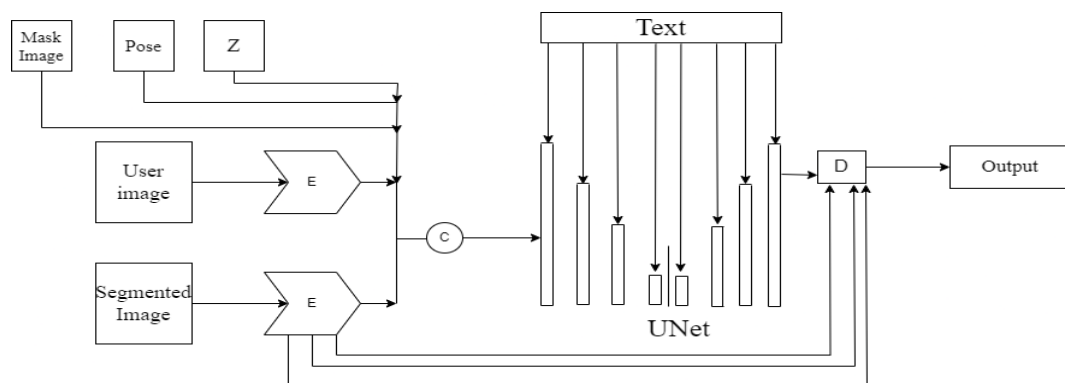 Mask
Image
Pose
Z
Text
User
image
E
D
Output
C
Segmented
Image
E
UNet